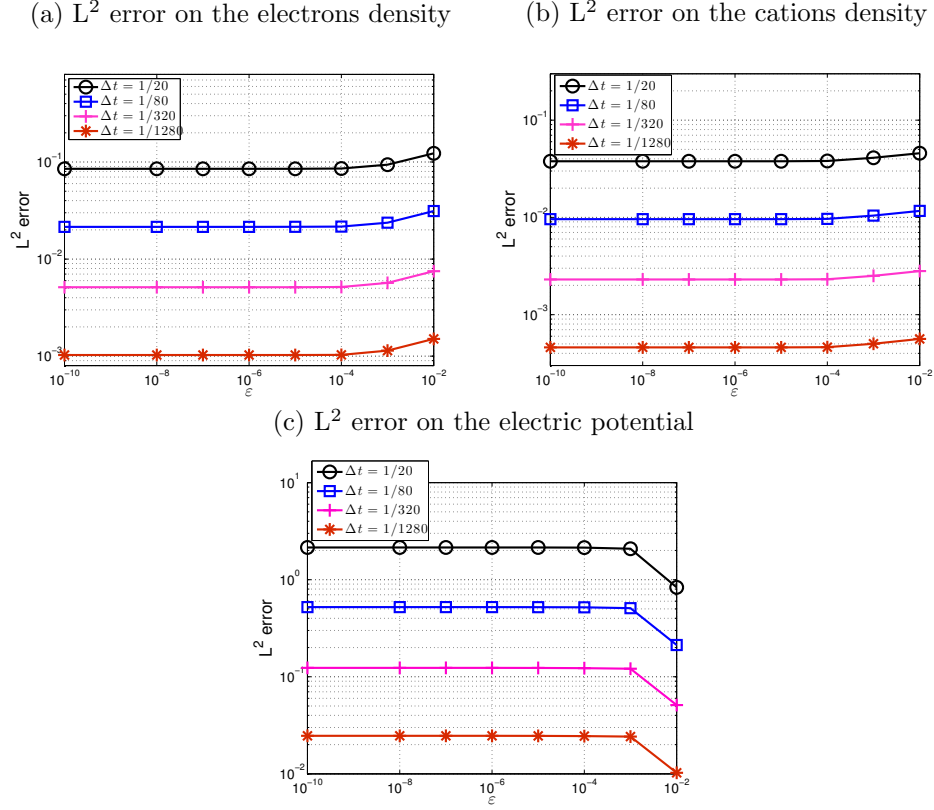 (a) L² error on the electrons density
(b) L² error on the cations density
Δt = 1/20
Δt = 1/80
Δt = 1/320
Δt = 1/1280
10⁻¹
10⁻²
10⁻³
L² error
10⁻¹⁰ 10⁻⁸ 10⁻⁶ 10⁻⁴ 10⁻²
ε
Δt = 1/20
Δt = 1/80
Δt = 1/320
Δt = 1/1280
10⁻¹
10⁻²
10⁻³
L² error
10⁻¹⁰ 10⁻⁸ 10⁻⁶ 10⁻⁴ 10⁻²
ε
(c) L² error on the electric potential
Δt = 1/20
Δt = 1/80
Δt = 1/320
Δt = 1/1280
10¹
10⁰
10⁻¹
10⁻²
L² error
10⁻¹⁰ 10⁻⁸ 10⁻⁶ 10⁻⁴ 10⁻²
ε